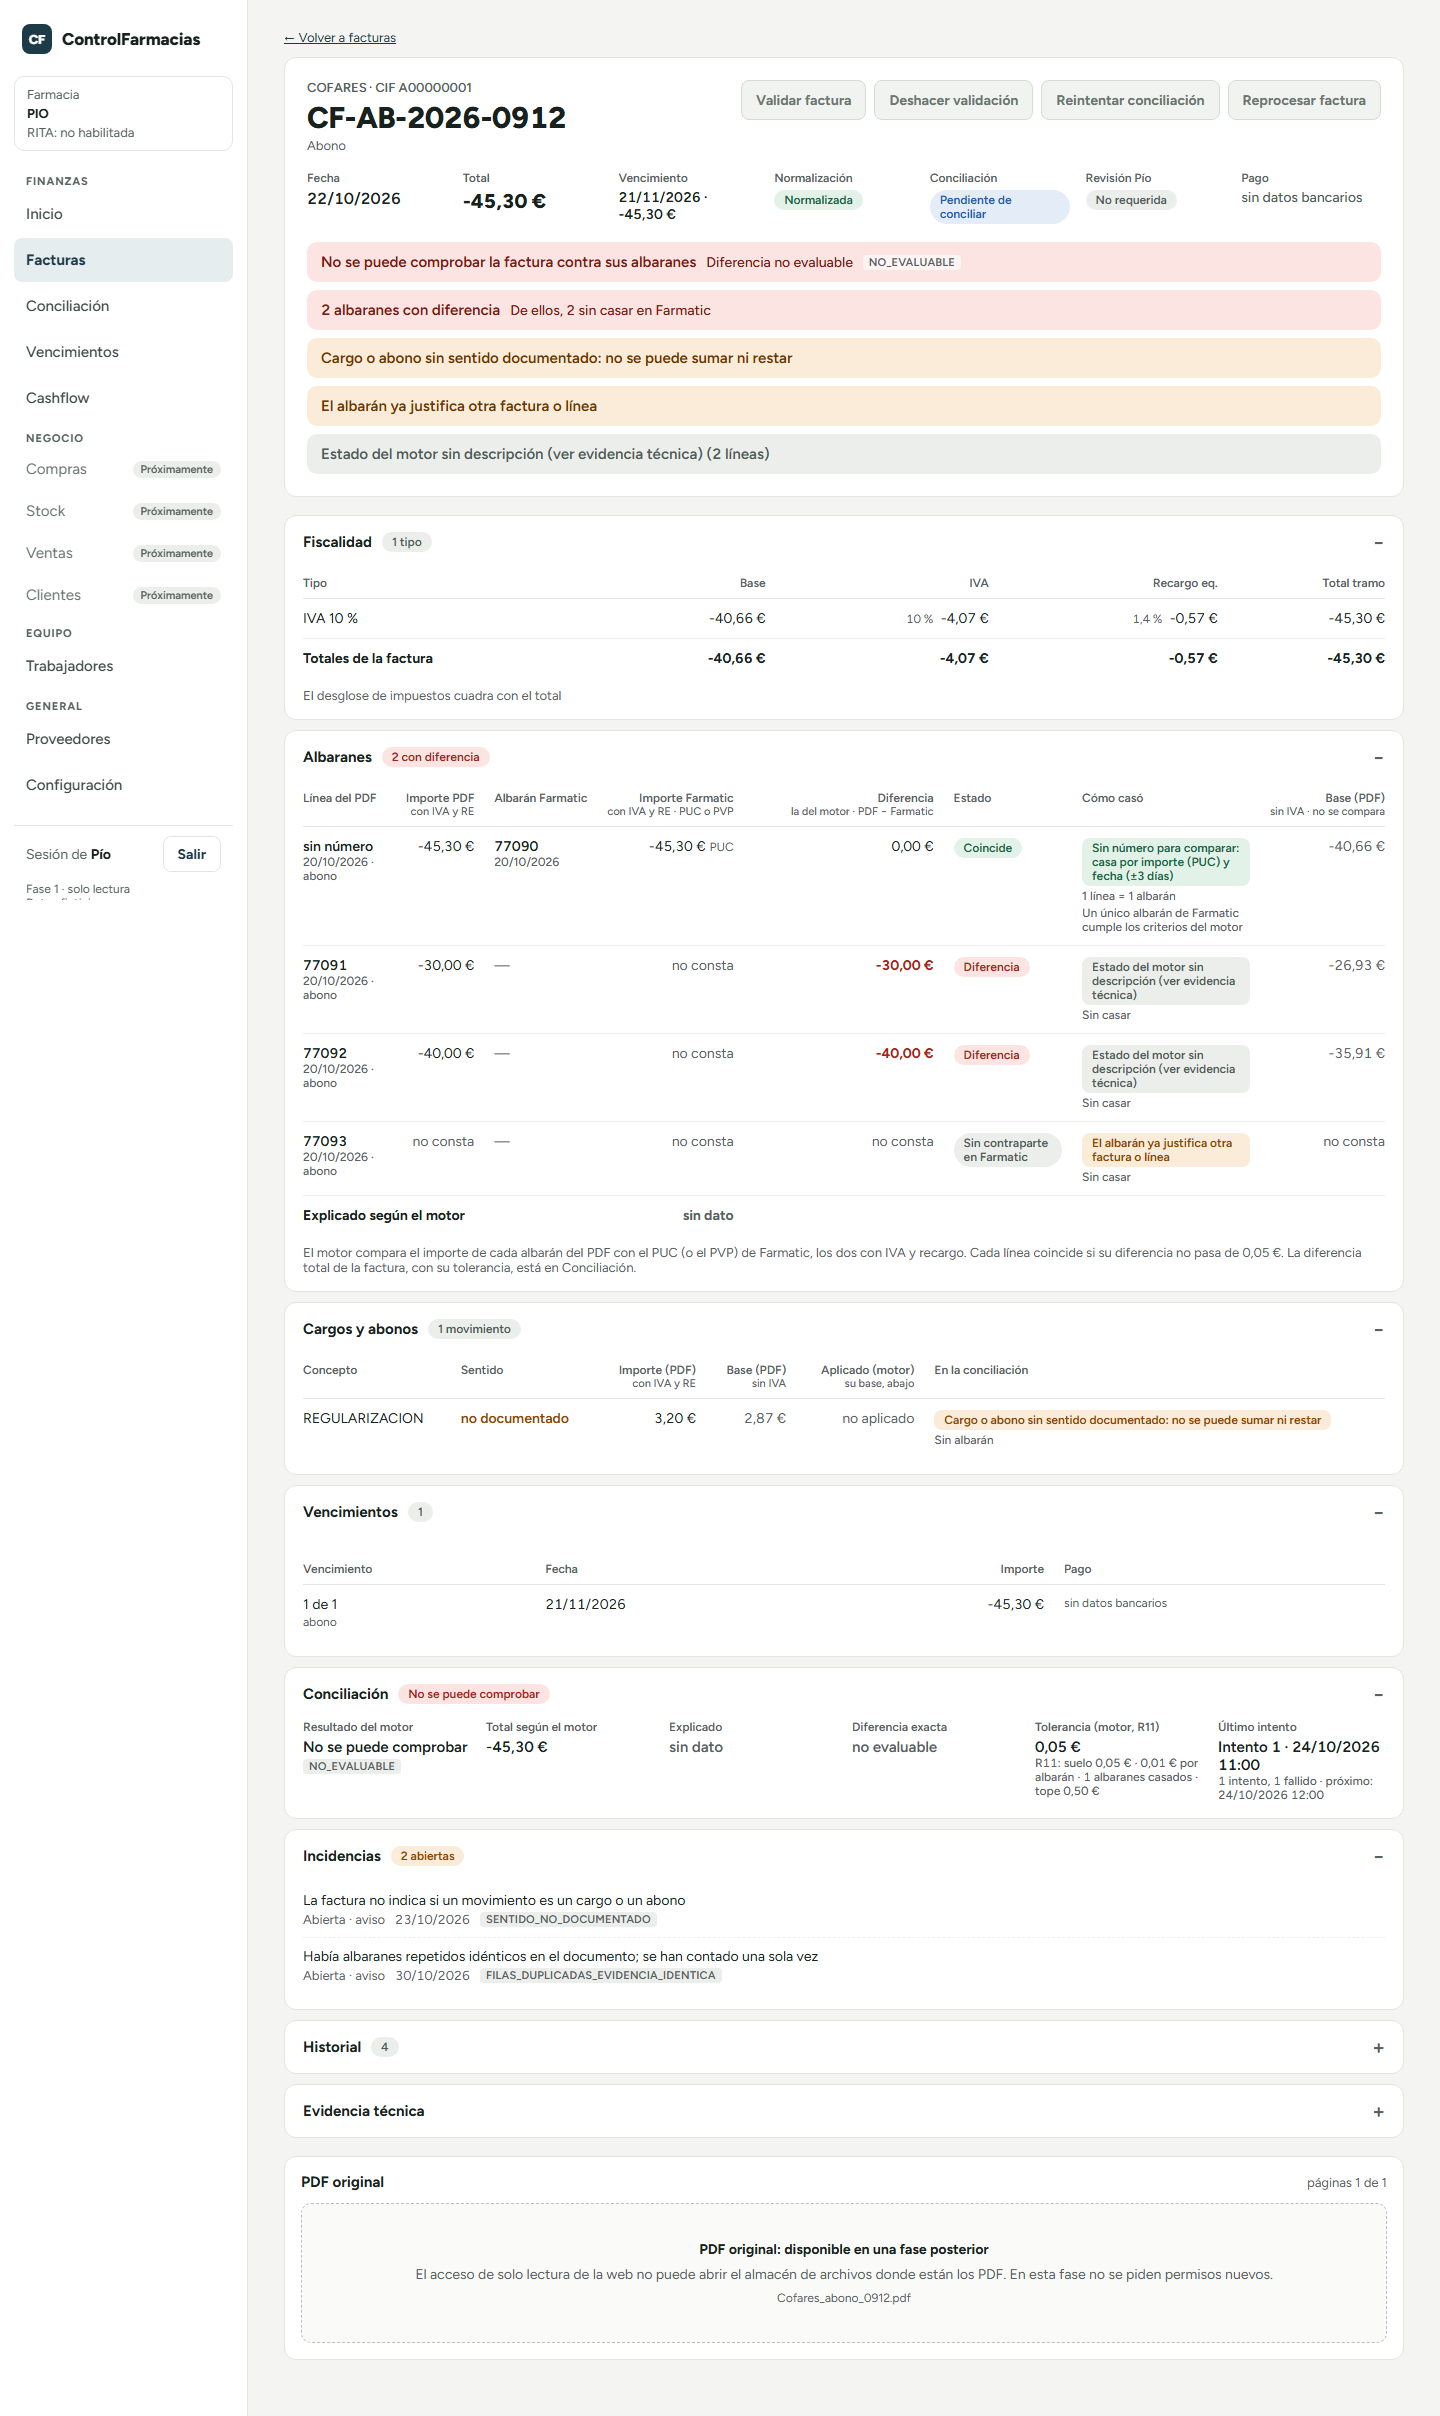 CF ControlFarmacias
Farmacia
PIO
RITA: no habilitada
FINANZAS
Inicio
Facturas
Conciliación
Vencimientos
Cashflow
NEGOCIO
Compras Próximamente
Stock Próximamente
Ventas Próximamente
Clientes Próximamente
EQUIPO
Trabajadores
GENERAL
Proveedores
Configuración
Sesión de Pío Salir
Fase 1 · solo lectura
← Volver a facturas
COFARES · CIF A00000001
CF-AB-2026-0912
Abono
Validar factura Deshacer validación Reintentar conciliación Reprocesar factura
Fecha Total Vencimiento Normalización Conciliación Revisión Pío Pago
22/10/2026 -45,30 € 21/11/2026 · -45,30 € Normalizada Pendiente de conciliar No requerida sin datos bancarios
No se puede comprobar la factura contra sus albaranes Diferencia no evaluable NO_EVALUABLE
2 albaranes con diferencia De ellos, 2 sin casar en Farmatic
Cargo o abono sin sentido documentado: no se puede sumar ni restar
El albarán ya justifica otra factura o línea
Estado del motor sin descripción (ver evidencia técnica) (2 líneas)
Fiscalidad 1 tipo −
Tipo Base IVA Recargo eq. Total tramo
IVA 10 % -40,66 € 10 % -4,07 € 1,4 % -0,57 € -45,30 €
Totales de la factura -40,66 € -4,07 € -0,57 € -45,30 €
El desglose de impuestos cuadra con el total
Albaranes 2 con diferencia −
Línea del PDF Importe PDF Albarán Farmatic Importe Farmatic Diferencia Estado Cómo casó Base (PDF)
con IVA y RE con IVA y RE · PUC o PVP la del motor · PDF − Farmatic sin IVA · no se compara
sin número -45,30 € 77090 -45,30 € PUC 0,00 € Coincide Sin número para comparar: -40,66 €
20/10/2026 · 20/10/2026 casa por importe (PUC) y
abono fecha (±3 días)
1 línea = 1 albarán
Un único albarán de Farmatic
cumple los criterios del motor
77091 -30,00 € — no consta -30,00 € Diferencia Estado del motor sin -26,93 €
20/10/2026 · descripción (ver evidencia
abono técnica)
Sin casar
77092 -40,00 € — no consta -40,00 € Diferencia Estado del motor sin -35,91 €
20/10/2026 · descripción (ver evidencia
abono técnica)
Sin casar
77093 no consta — no consta no consta Sin contraparte El albarán ya justifica otra no consta
20/10/2026 · en Farmatic factura o línea
abono Sin casar
Explicado según el motor sin dato
El motor compara el importe de cada albarán del PDF con el PUC (o el PVP) de Farmatic, los dos con IVA y recargo. Cada línea coincide si su diferencia no pasa de 0,05 €. La diferencia
total de la factura, con su tolerancia, está en Conciliación.
Cargos y abonos 1 movimiento −
Concepto Sentido Importe (PDF) Base (PDF) Aplicado (motor) En la conciliación
con IVA y RE sin IVA su base, abajo
REGULARIZACION no documentado 3,20 € 2,87 € no aplicado Cargo o abono sin sentido documentado: no se puede sumar ni restar
Sin albarán
Vencimientos 1 −
Vencimiento Fecha Importe Pago
1 de 1 21/11/2026 -45,30 € sin datos bancarios
abono
Conciliación No se puede comprobar −
Resultado del motor Total según el motor Explicado Diferencia exacta Tolerancia (motor, R11) Último intento
No se puede comprobar -45,30 € sin dato no evaluable 0,05 € Intento 1 · 24/10/2026
NO_EVALUABLE R11: suelo 0,05 € · 0,01 € por 11:00
albarán · 1 albaranes casados · 1 intento, 1 fallido · próximo:
tope 0,50 € 24/10/2026 12:00
Incidencias 2 abiertas −
La factura no indica si un movimiento es un cargo o un abono
Abierta · aviso 23/10/2026 SENTIDO_NO_DOCUMENTADO
Había albaranes repetidos idénticos en el documento; se han contado una sola vez
Abierta · aviso 30/10/2026 FILAS_DUPLICADAS_EVIDENCIA_IDENTICA
Historial 4 +
Evidencia técnica +
PDF original páginas 1 de 1
PDF original: disponible en una fase posterior
El acceso de solo lectura de la web no puede abrir el almacén de archivos donde están los PDF. En esta fase no se piden permisos nuevos.
Cofares_abono_0912.pdf